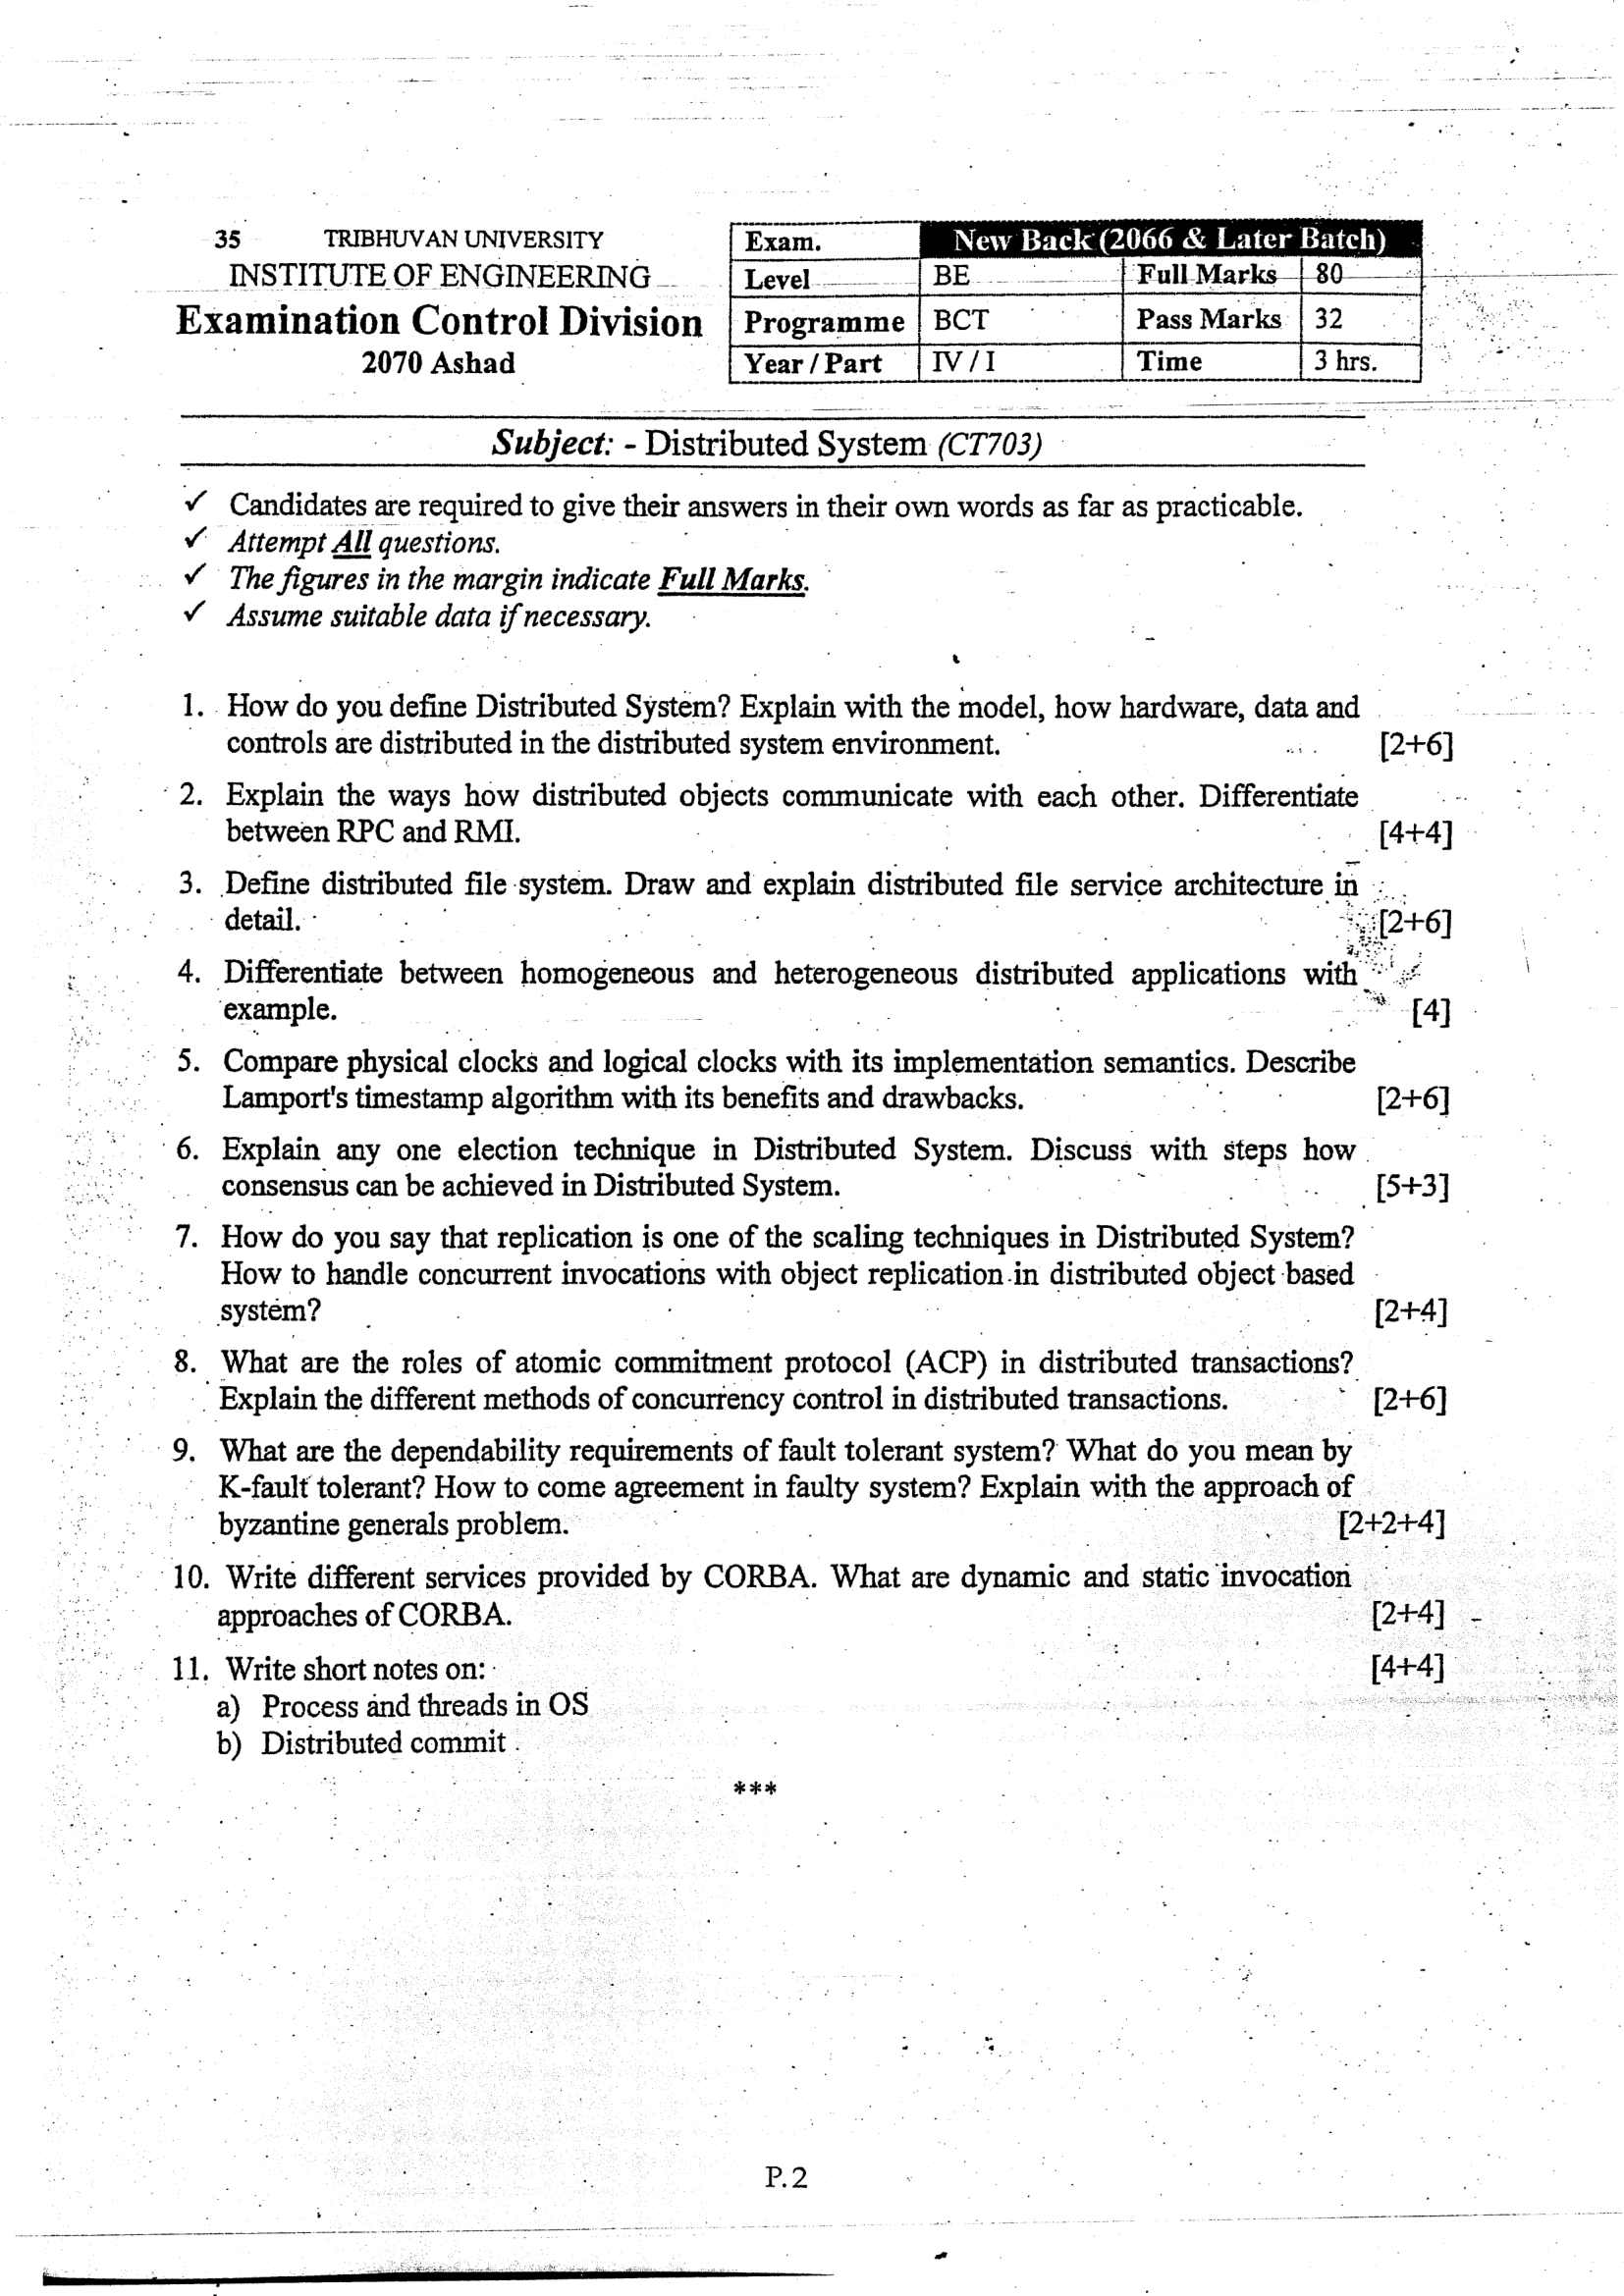 35 TRIBHUVAN UNIVERSITY
INSTITUTE OF ENGINEERING
Examination Control Division
2070 Ashad
Exam. New Back (2066 & Later Batch)
Level BE Full Marks 80
Programme BCT Pass Marks 32
Year / Part IV / I Time 3 hrs.
Subject: - Distributed System (CT703)
✓ Candidates are required to give their answers in their own words as far as practicable.
✓ Attempt All questions.
✓ The figures in the margin indicate Full Marks.
✓ Assume suitable data if necessary.
1. How do you define Distributed System? Explain with the model, how hardware, data and
controls are distributed in the distributed system environment. [2+6]
2. Explain the ways how distributed objects communicate with each other. Differentiate
between RPC and RMI. [4+4]
3. Define distributed file system. Draw and explain distributed file service architecture in
detail. [2+6]
4. Differentiate between homogeneous and heterogeneous distributed applications with
example. [4]
5. Compare physical clocks and logical clocks with its implementation semantics. Describe
Lamport's timestamp algorithm with its benefits and drawbacks. [2+6]
6. Explain any one election technique in Distributed System. Discuss with steps how
consensus can be achieved in Distributed System. [5+3]
7. How do you say that replication is one of the scaling techniques in Distributed System?
How to handle concurrent invocations with object replication in distributed object based
system? [2+4]
8. What are the roles of atomic commitment protocol (ACP) in distributed transactions?
Explain the different methods of concurrency control in distributed transactions. [2+6]
9. What are the dependability requirements of fault tolerant system? What do you mean by
K-fault tolerant? How to come agreement in faulty system? Explain with the approach of
byzantine generals problem. [2+2+4]
10. Write different services provided by CORBA. What are dynamic and static invocation
approaches of CORBA. [2+4]
11. Write short notes on: [4+4]
a) Process and threads in OS
b) Distributed commit
***
P.2